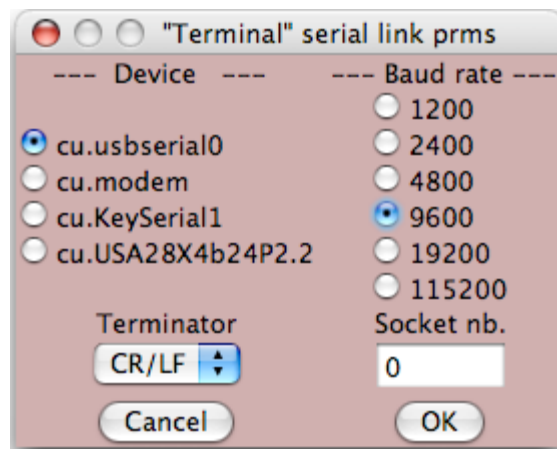 "Terminal" serial link prms
--- Device ---
cu.usbserial0
cu.modem
cu.KeySerial1
cu.USA28X4b24P2.2
--- Baud rate ---
1200
2400
4800
9600
19200
115200
Terminator
CR/LF
Socket nb.
0
Cancel
OK